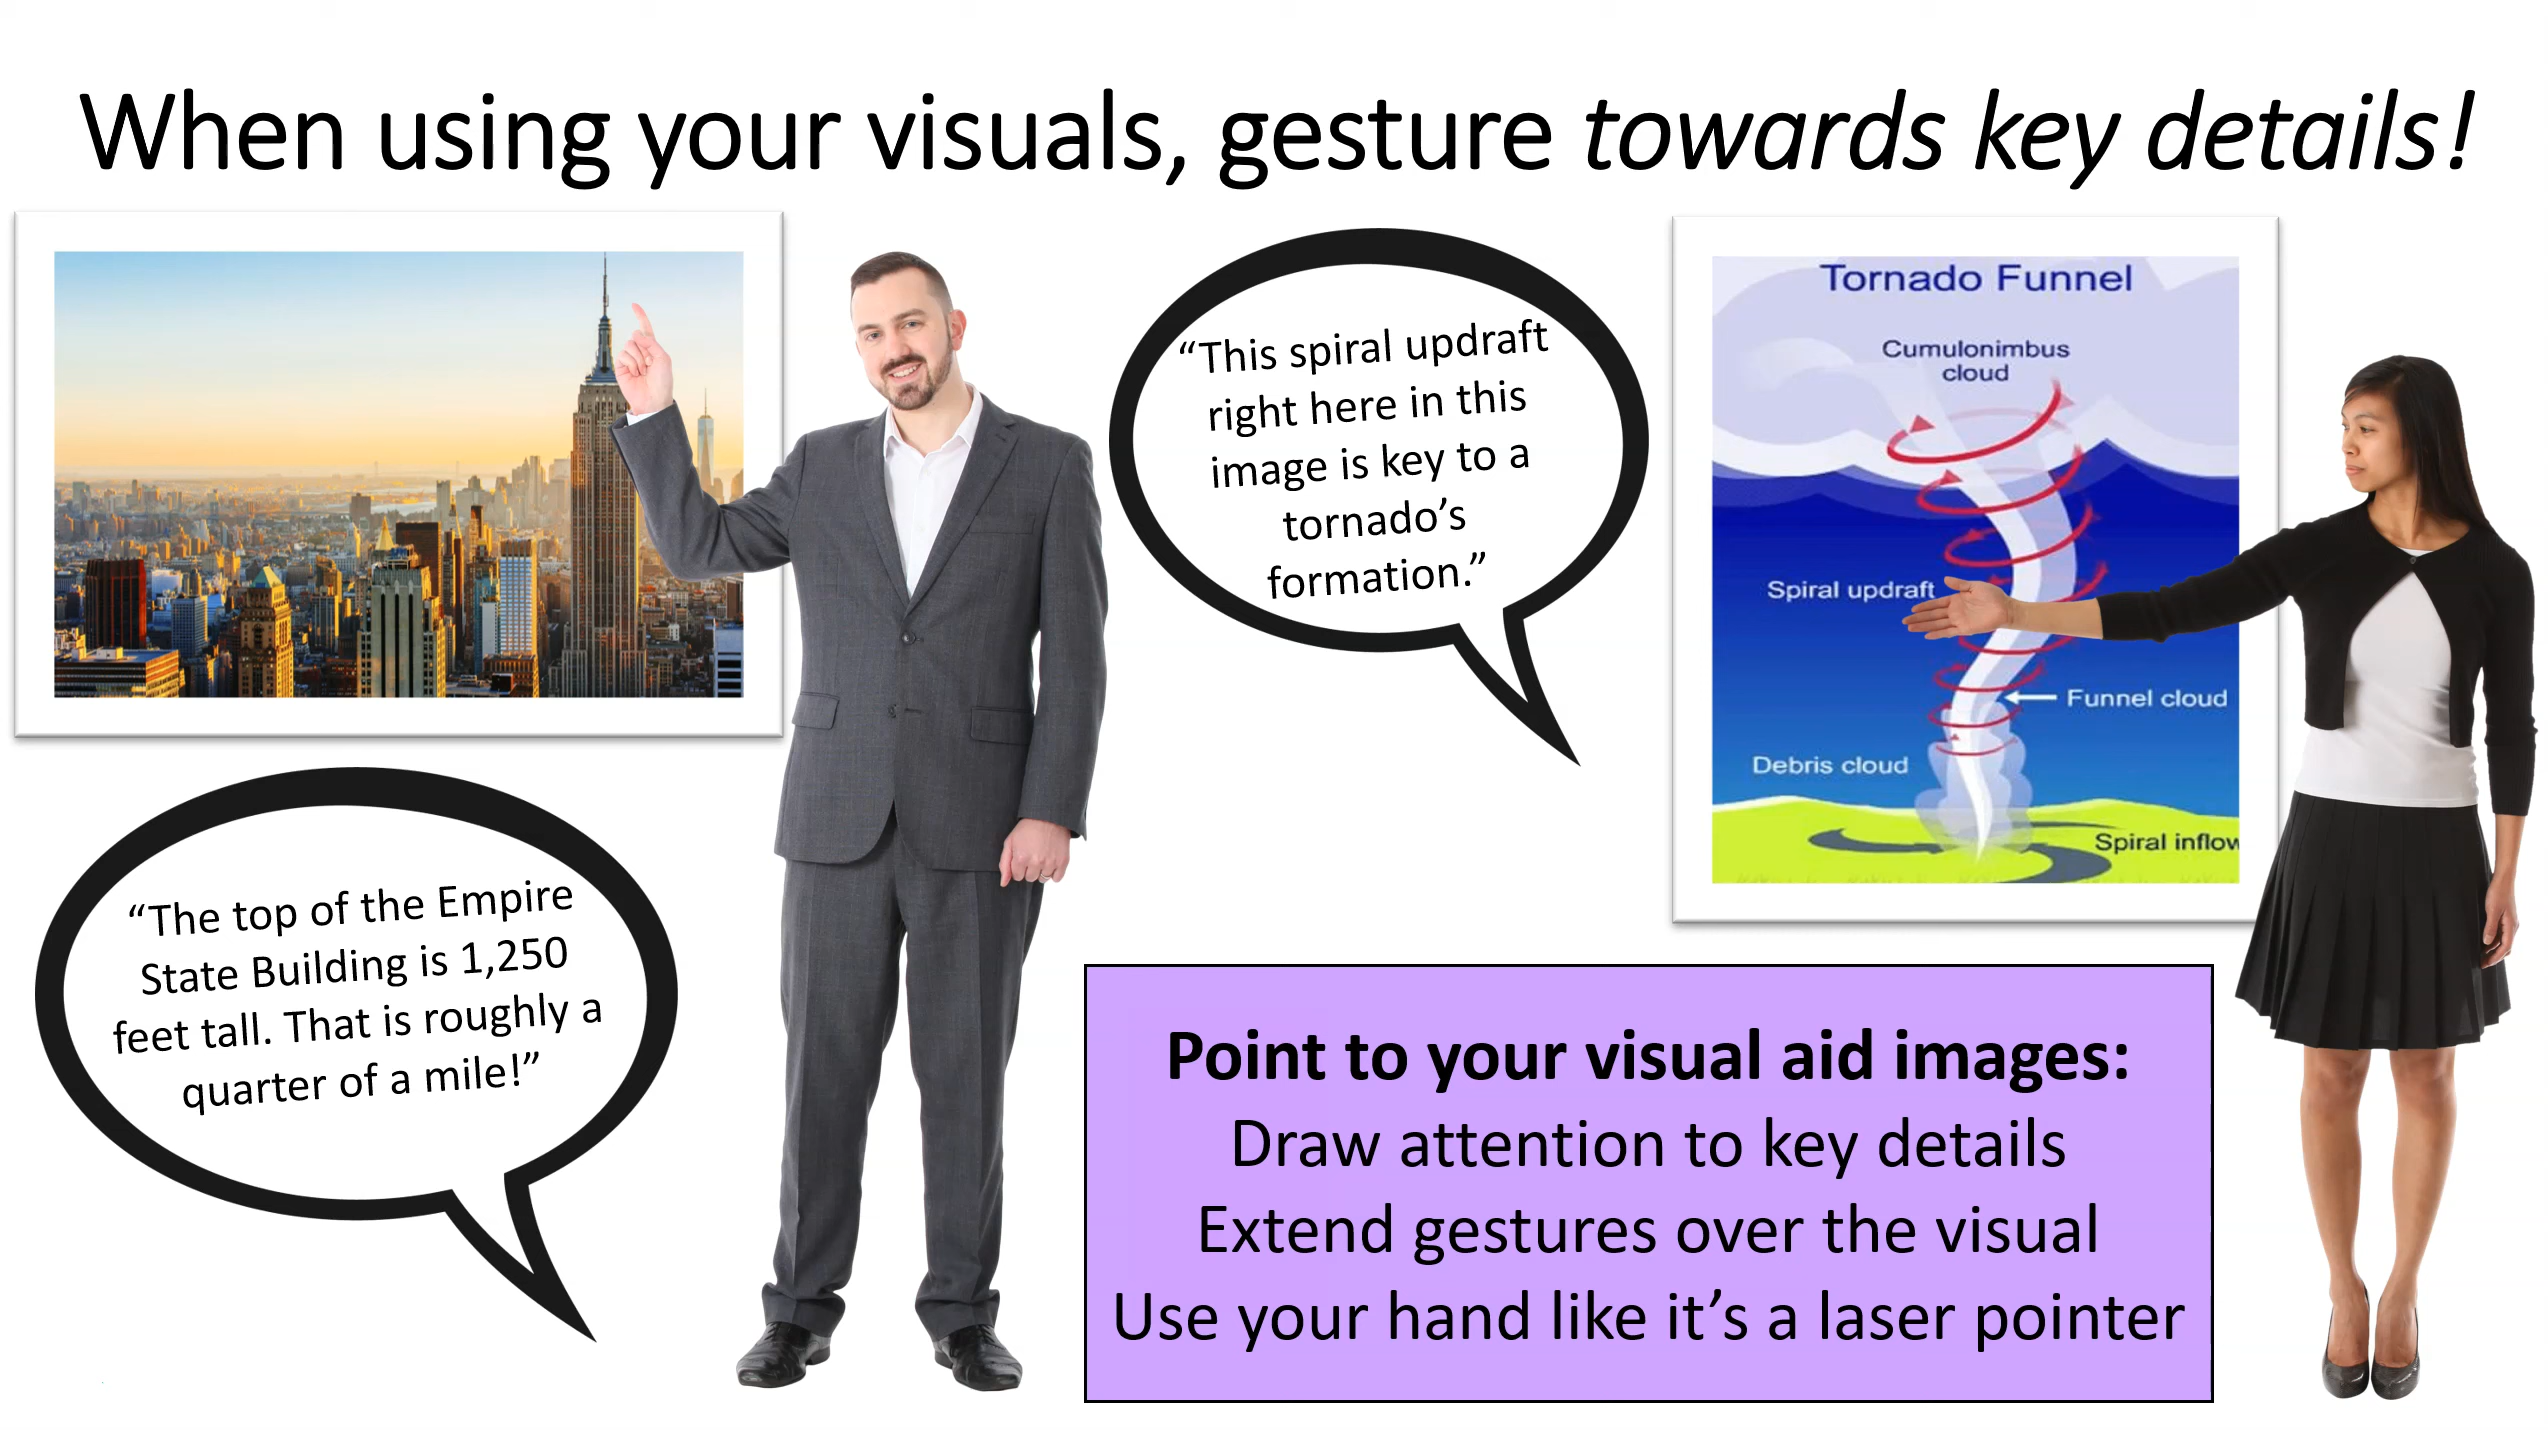 When using your visuals, gesture towards key details!
“The top of the Empire
State Building is 1,250
feet tall. That is roughly a
quarter of a mile!”
“This spiral updraft
right here in this
image is key to a
tornado’s
formation.”
Tornado Funnel
Cumulonimbus
cloud
Spiral updraft
Funnel cloud
Debris cloud
Spiral inflow
Point to your visual aid images:
Draw attention to key details
Extend gestures over the visual
Use your hand like it’s a laser pointer